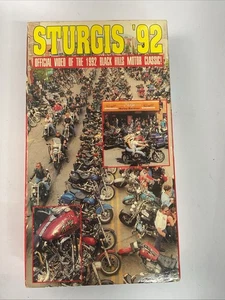 STURGIS '92
OFFICIAL VIDEO OF THE 1992 BLACK HILLS MOTOR CLASSIC!